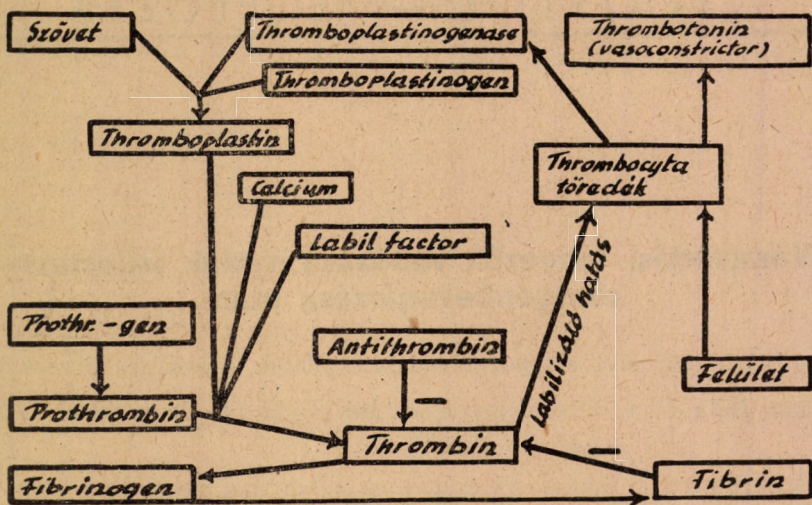 Szövet
Thromboplastinogenase
Thrombotonin
(vasoconstrictor)
Thromboplastinogen
Thromboplastin
Thrombocyta
töredék
Calcium
Labil factor
Labilizáló hatás
Prothr.-gen
Antithrombin
Felület
Prothrombin
Thrombin
Fibrinogen
Fibrin